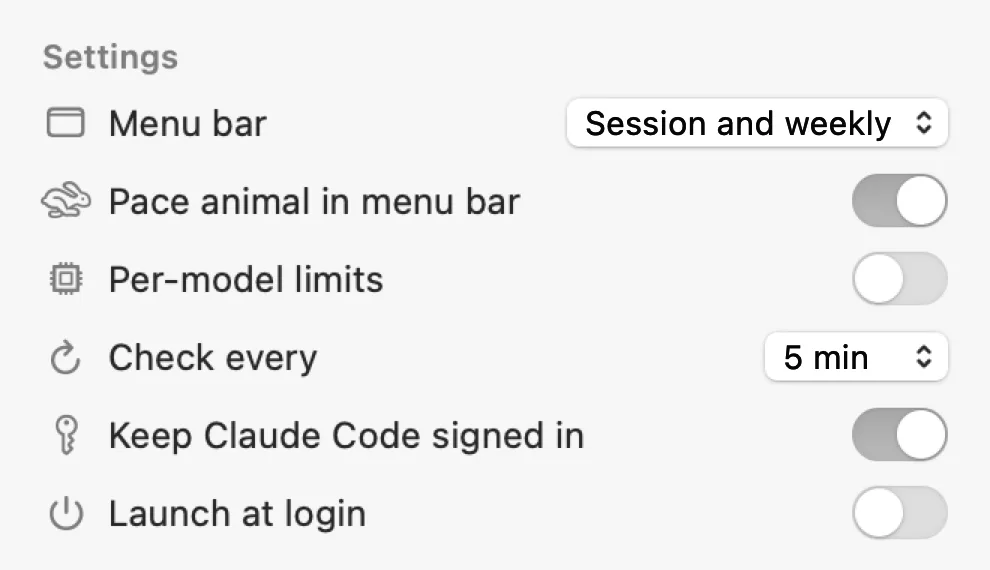 Settings
Menu bar
Session and weekly
Pace animal in menu bar
Per-model limits
Check every
5 min
Keep Claude Code signed in
Launch at login